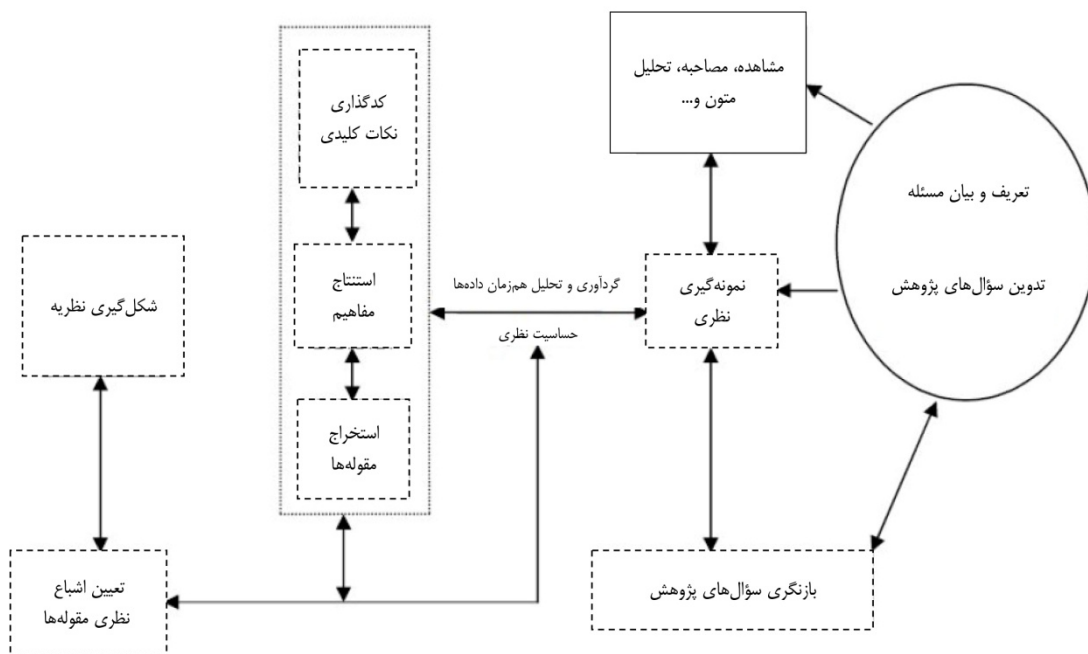 مشاهده، مصاحبه، تحلیل
متون و...
تعریف و بیان مسئله
تدوین سؤال‌های پژوهش
نمونه‌گیری
نظری
بازنگری سؤال‌های پژوهش
گردآوری و تحلیل هم‌زمان داده‌ها
حساسیت نظری
کدگذاری
نکات کلیدی
استنتاج
مفاهیم
استخراج
مقوله‌ها
شکل‌گیری نظریه
تعیین اشباع
نظری مقوله‌ها